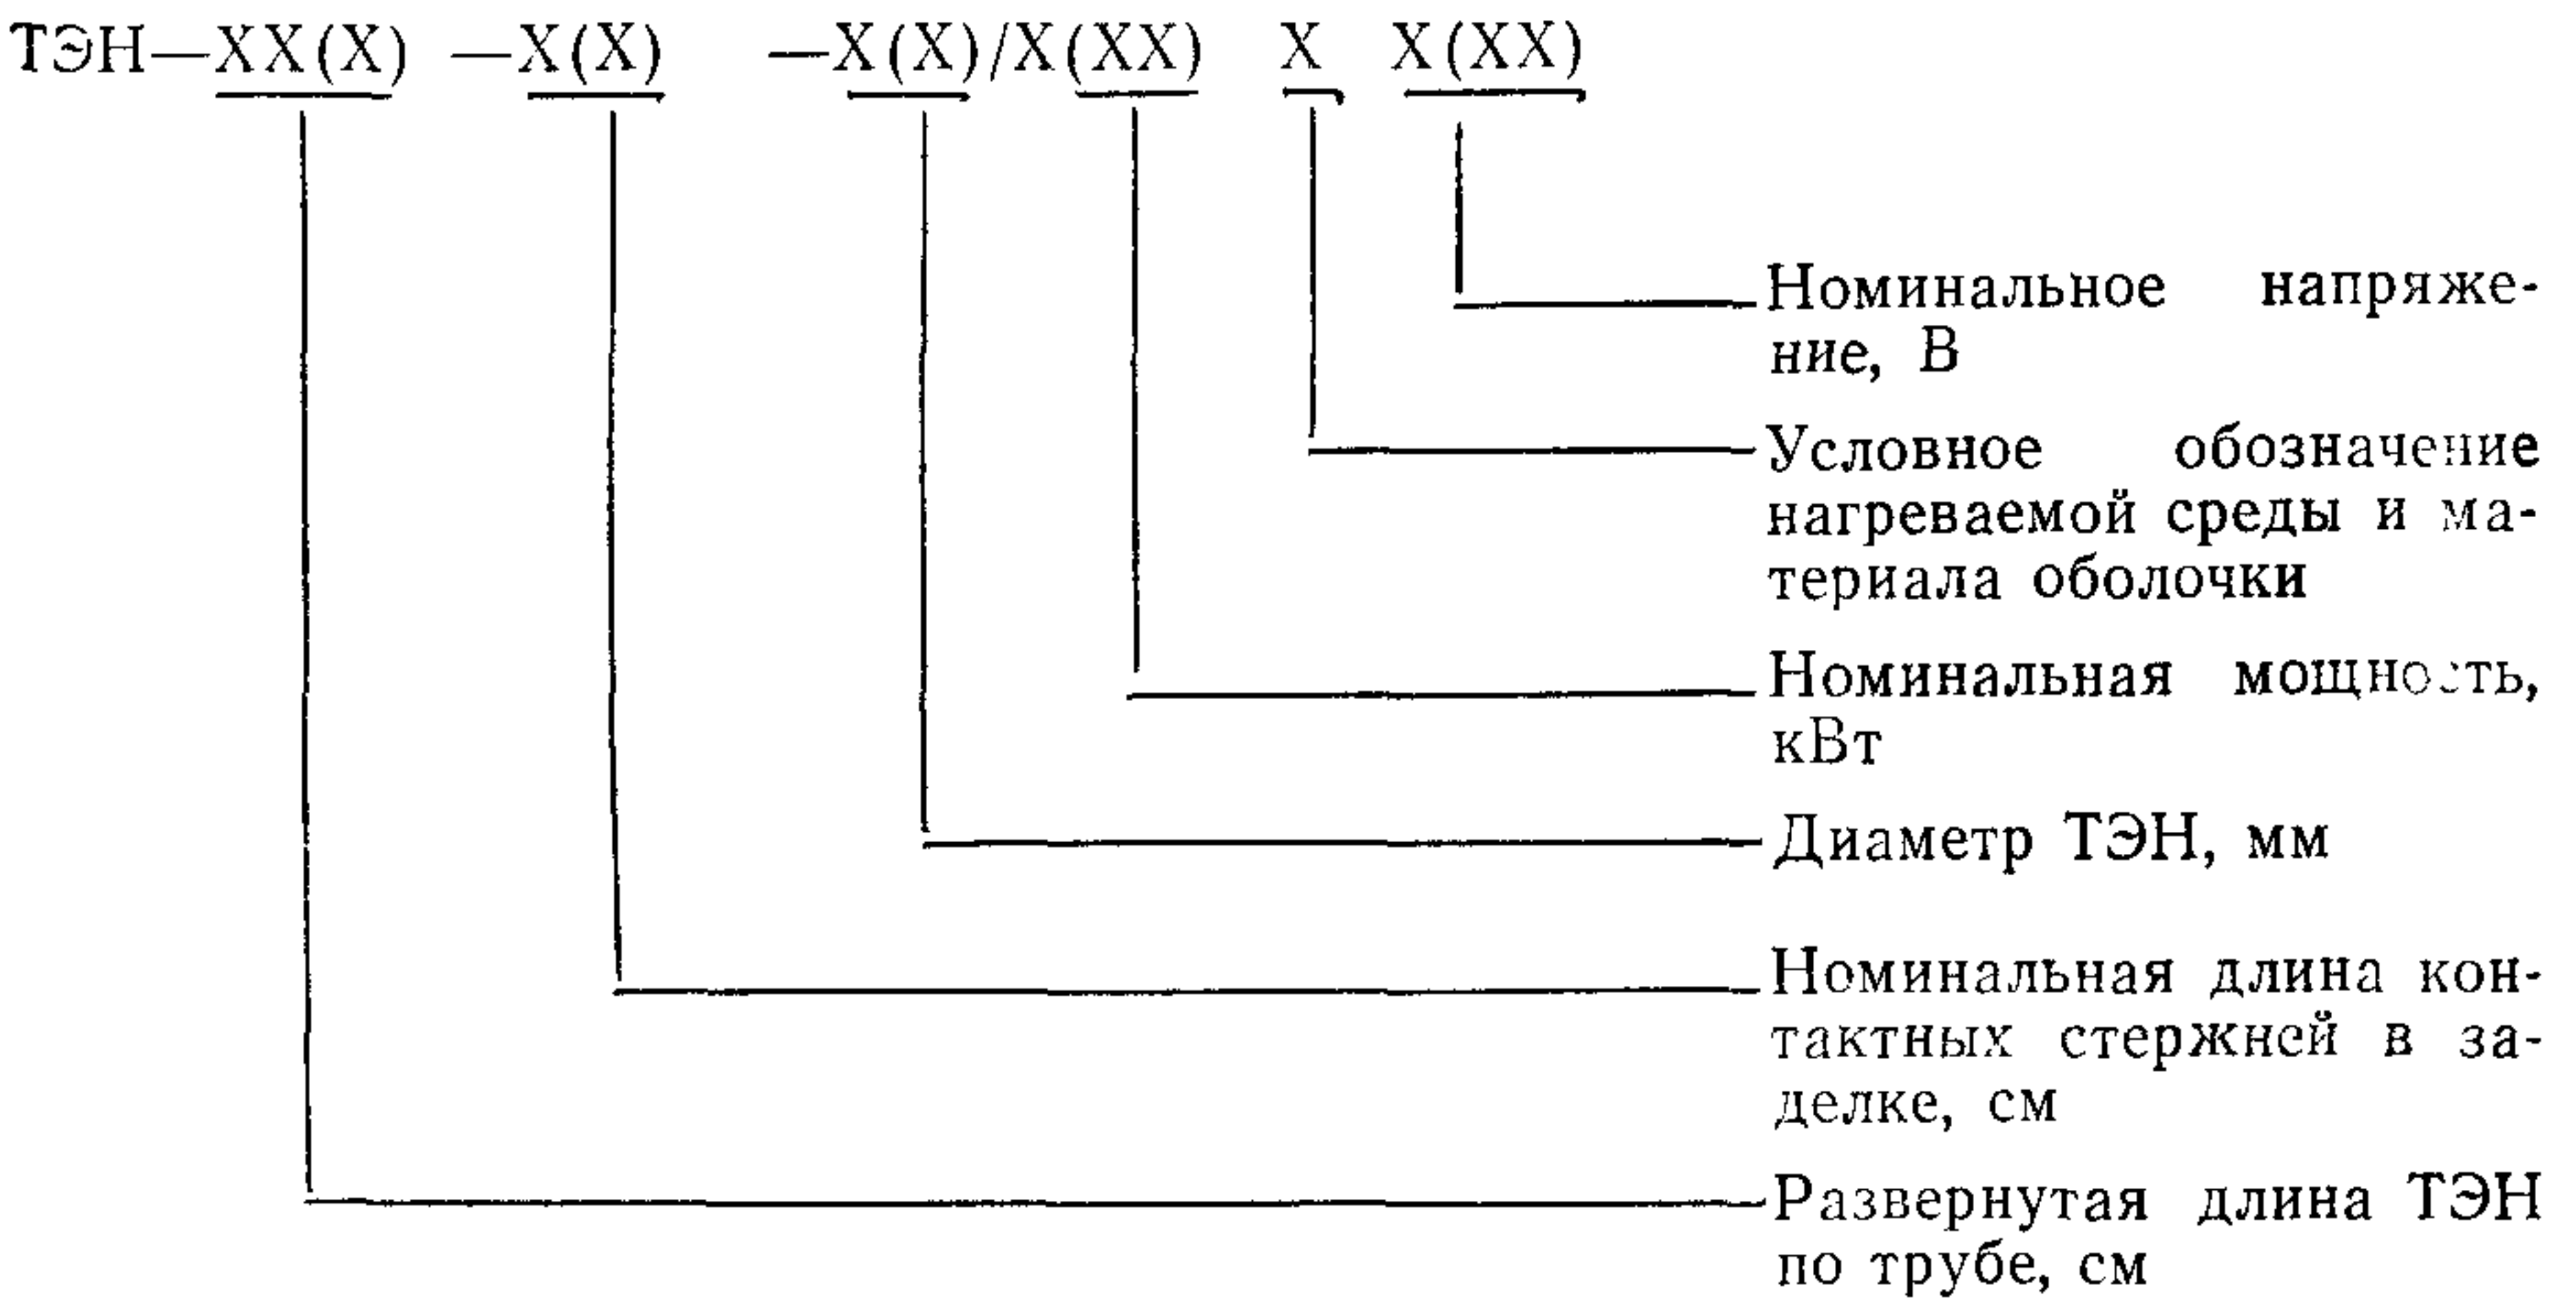 ТЭН—XX(X) —X(X) —X(X)/X(XX) X X(XX)
Номинальное напряже-
ние, В
Условное обозначение
нагреваемой среды и ма-
териала оболочки
Номинальная мощность,
кВт
Диаметр ТЭН, мм
Номинальная длина кон-
тактных стержней в за-
делке, см
Развернутая длина ТЭН
по трубе, см